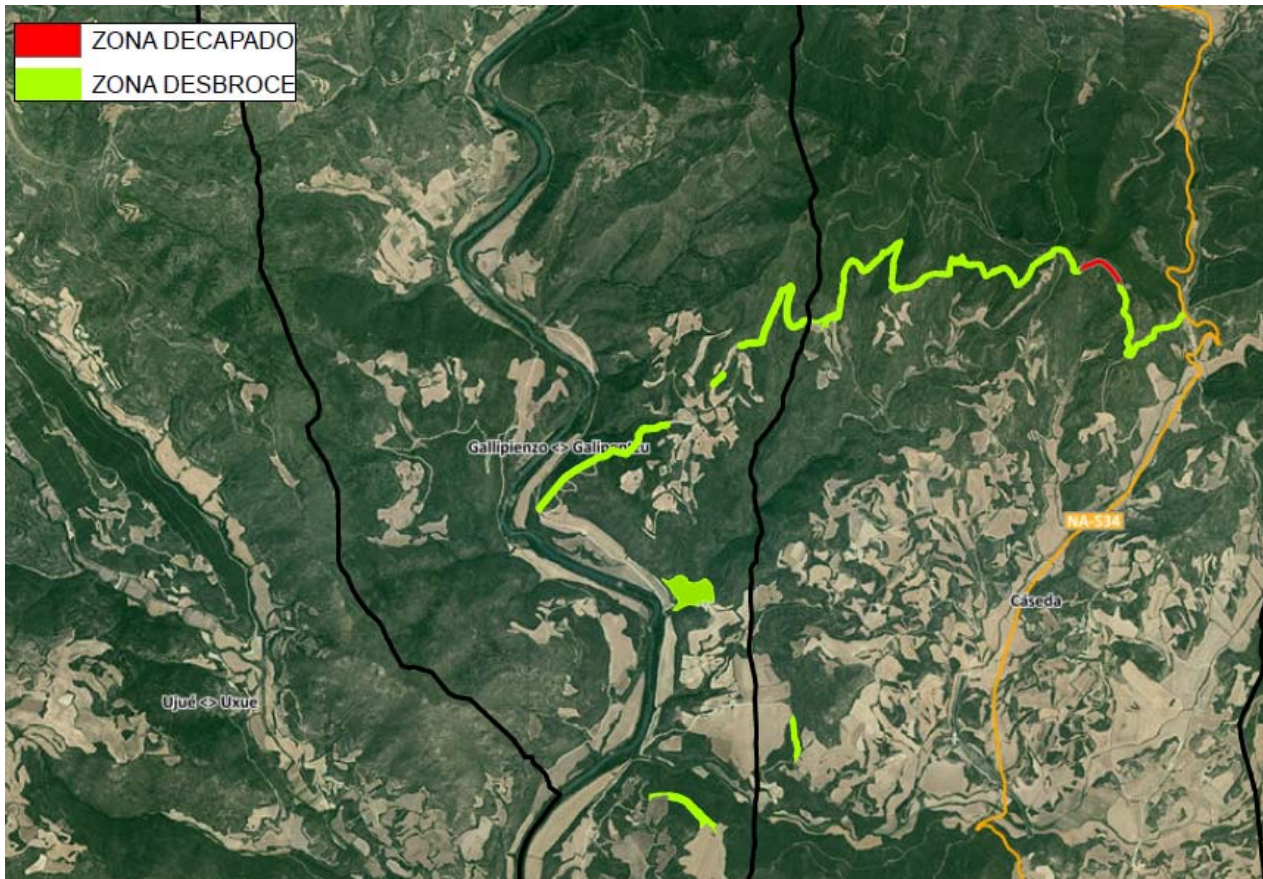 ZONA DECAPADO
ZONA DESBROCE
Gallipienzo <> Galipentzu
NA-534
Cáseda
Ujué <> Uxue